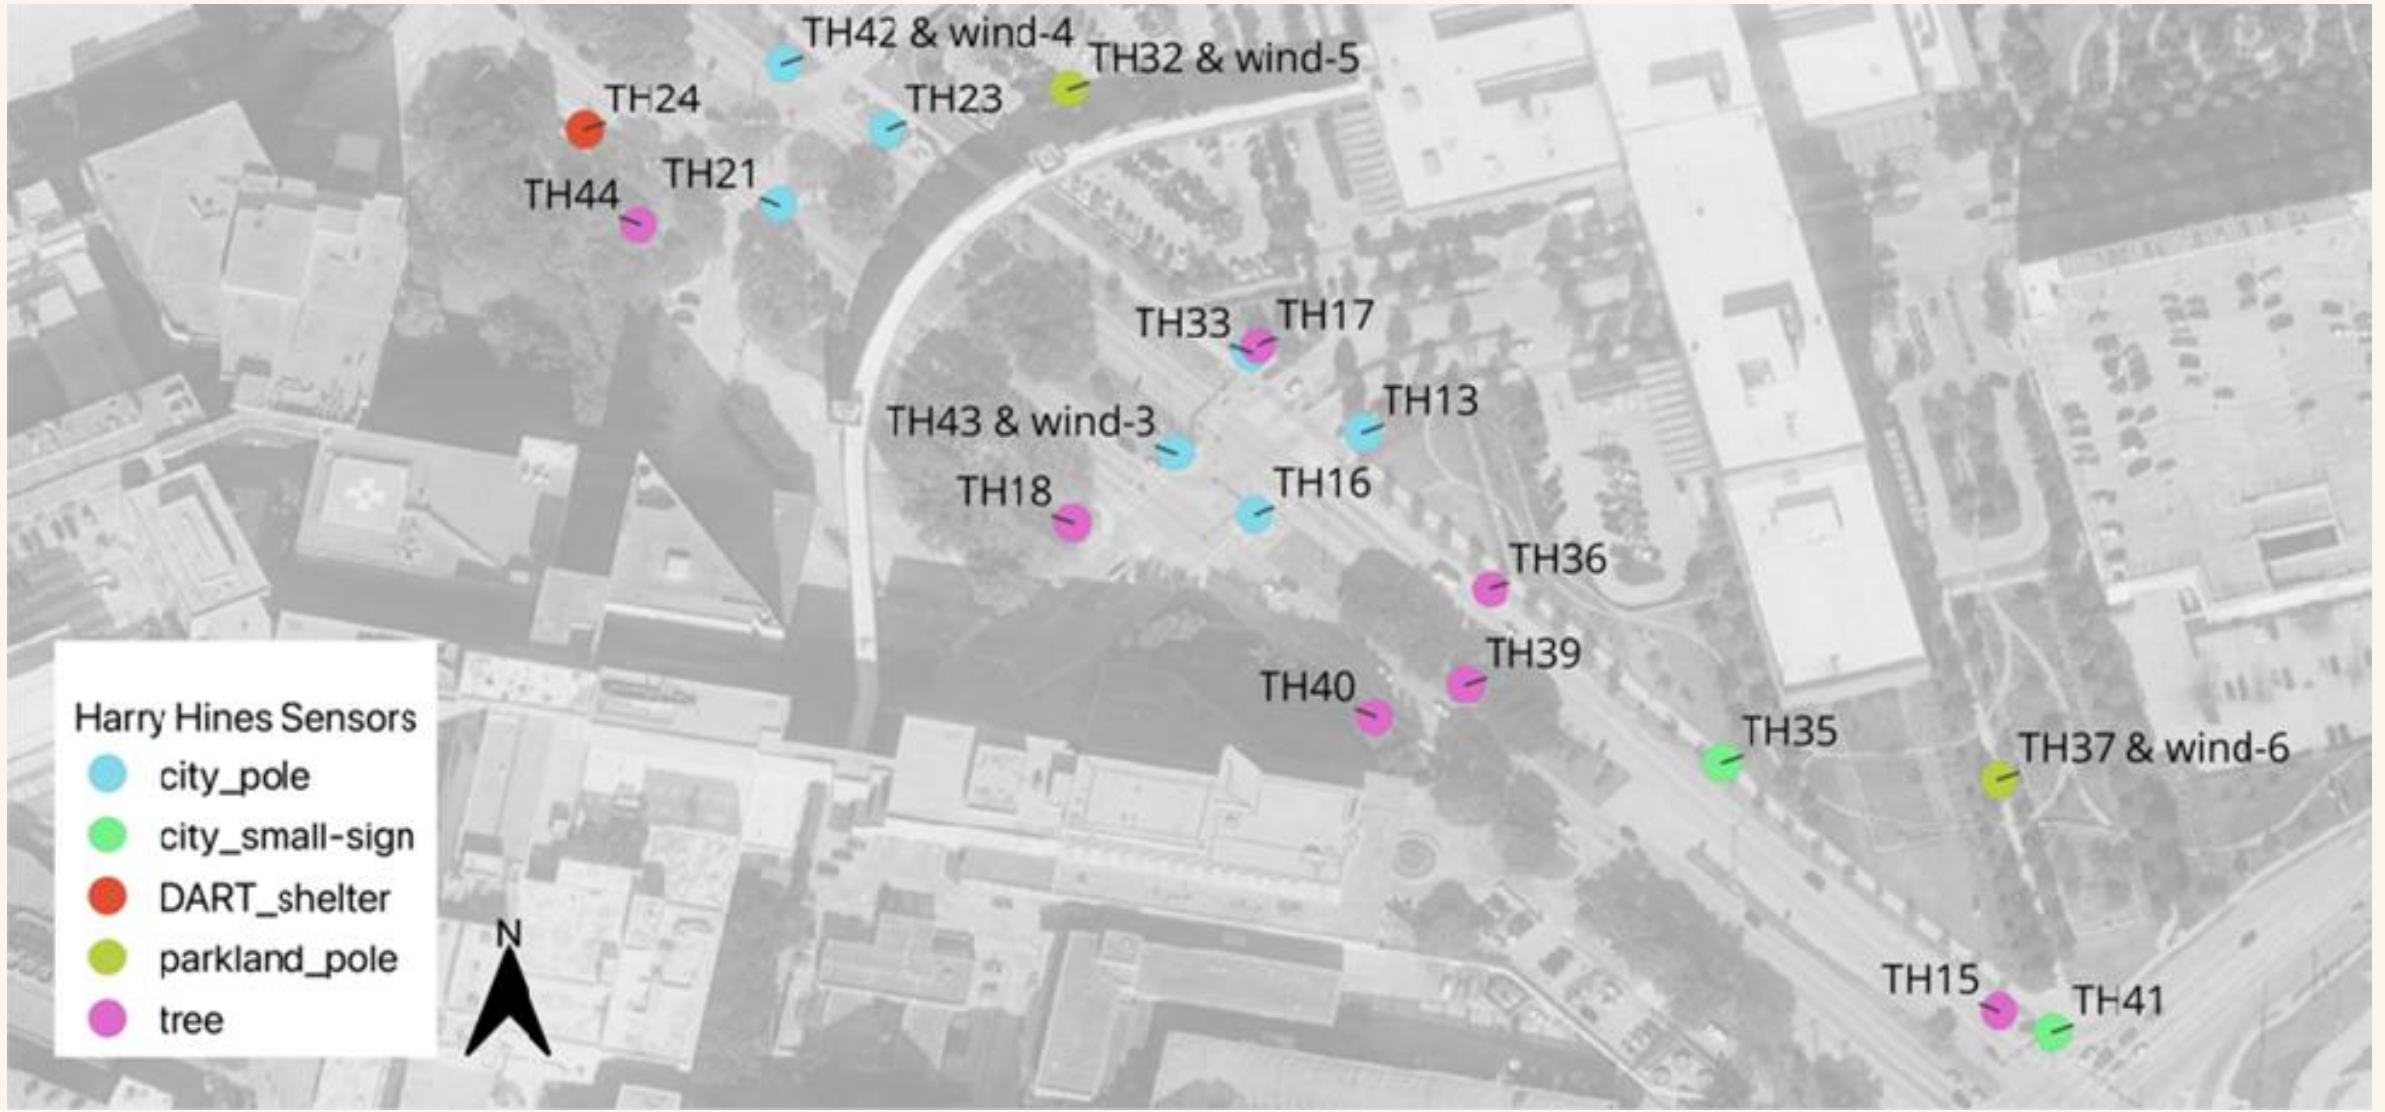 TH42 & wind-4
TH32 & wind-5
TH24
TH23
TH21
TH44
TH33
TH17
TH13
TH43 & wind-3
TH16
TH18
TH36
TH39
TH40
TH35
TH37 & wind-6
TH15
TH41
Harry Hines Sensors
city_pole
city_small-sign
DART_shelter
parkland_pole
tree
N